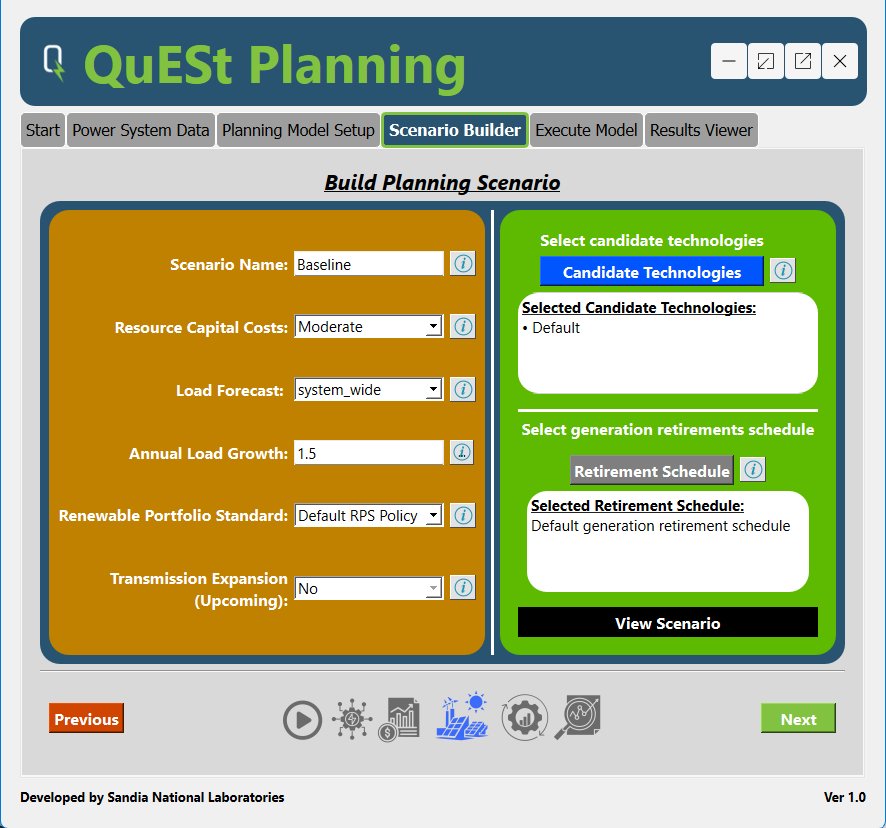 QuESt Planning
Start
Power System Data
Planning Model Setup
Scenario Builder
Execute Model
Results Viewer
Build Planning Scenario
Scenario Name:
Baseline
Resource Capital Costs:
Moderate
Load Forecast:
system_wide
Annual Load Growth:
1.5
Renewable Portfolio Standard:
Default RPS Policy
Transmission Expansion
(Upcoming):
No
Select candidate technologies
Candidate Technologies
Selected Candidate Technologies:
• Default
Select generation retirements schedule
Retirement Schedule
Selected Retirement Schedule:
Default generation retirement schedule
View Scenario
Previous
Next
Developed by Sandia National Laboratories
Ver 1.0